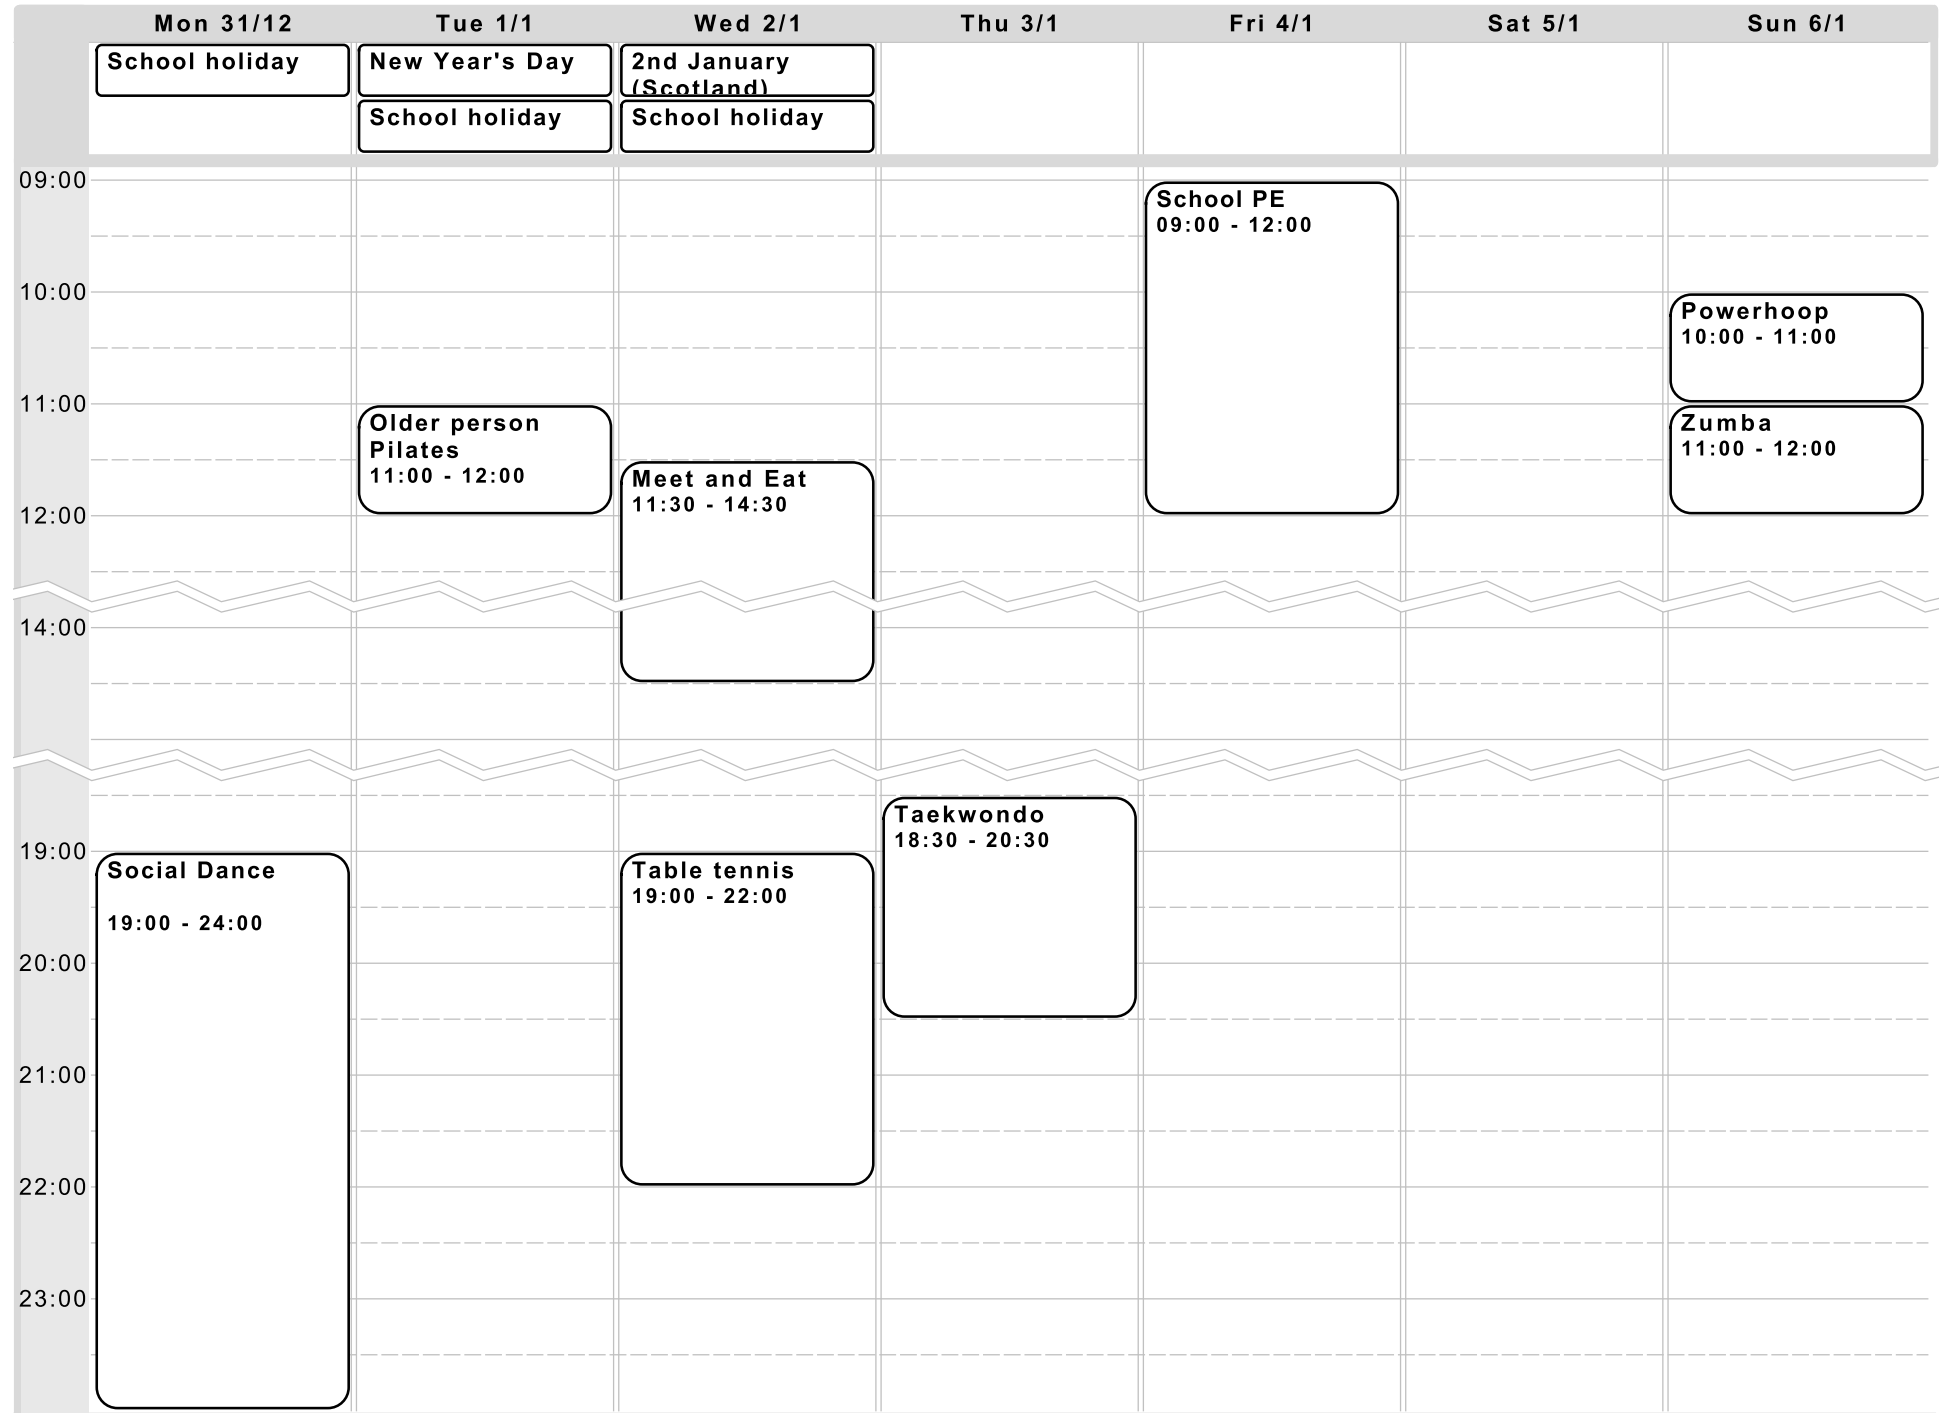 Mon 31/12 Tue 1/1 Wed 2/1 Thu 3/1 Fri 4/1 Sat 5/1 Sun 6/1
School holiday
New Year's Day
School holiday
2nd January
(Scotland)
School holiday
09:00
10:00
11:00
12:00
14:00
19:00
20:00
21:00
22:00
23:00
Social Dance
19:00 - 24:00
Older person
Pilates
11:00 - 12:00
Meet and Eat
11:30 - 14:30
Table tennis
19:00 - 22:00
Taekwondo
18:30 - 20:30
School PE
09:00 - 12:00
Powerhoop
10:00 - 11:00
Zumba
11:00 - 12:00